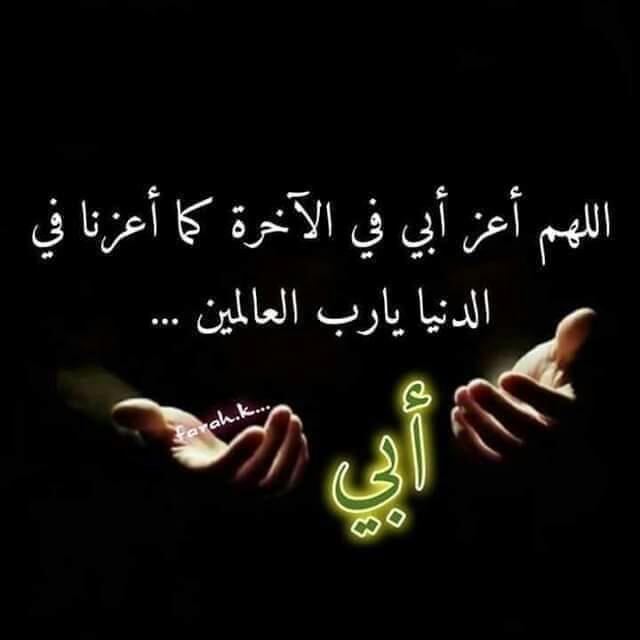 اللهم أعز أبي في الآخرة كما أعزنا في
الدنيا يارب العالمين ...
farah.k...
أبي